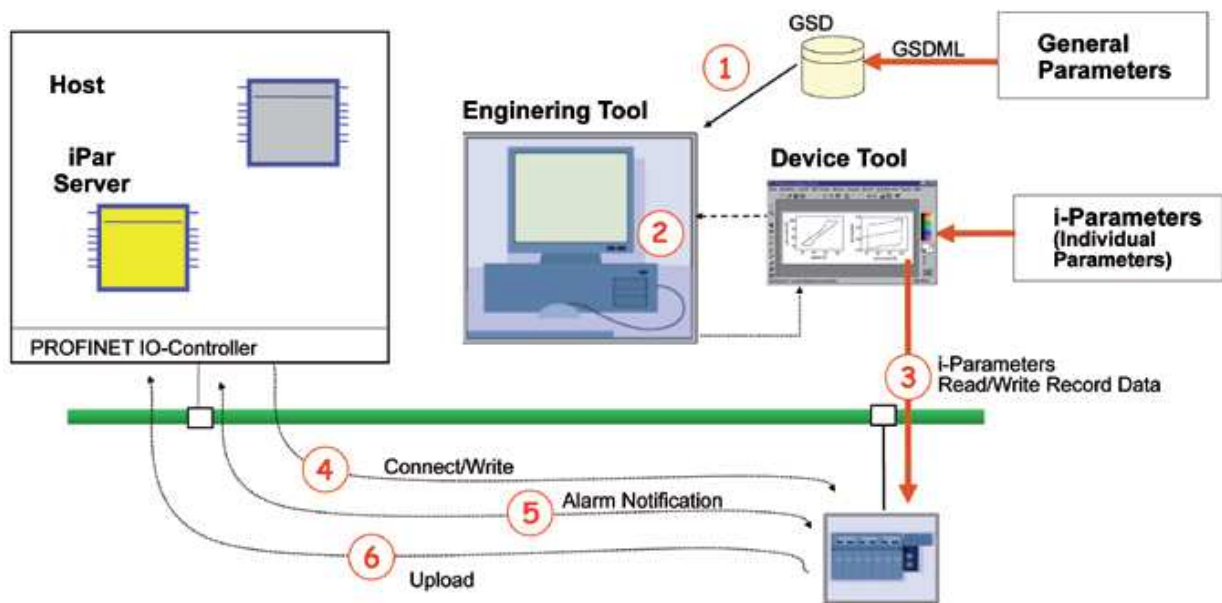 GSD
GSDML
General
Parameters
1
Host
Enginering Tool
iPar
Server
Device Tool
2
i-Parameters
(Individual
Parameters)
PROFINET IO-Controller
3
i-Parameters
Read/Write Record Data
4
Connect/Write
5
Alarm Notification
6
Upload